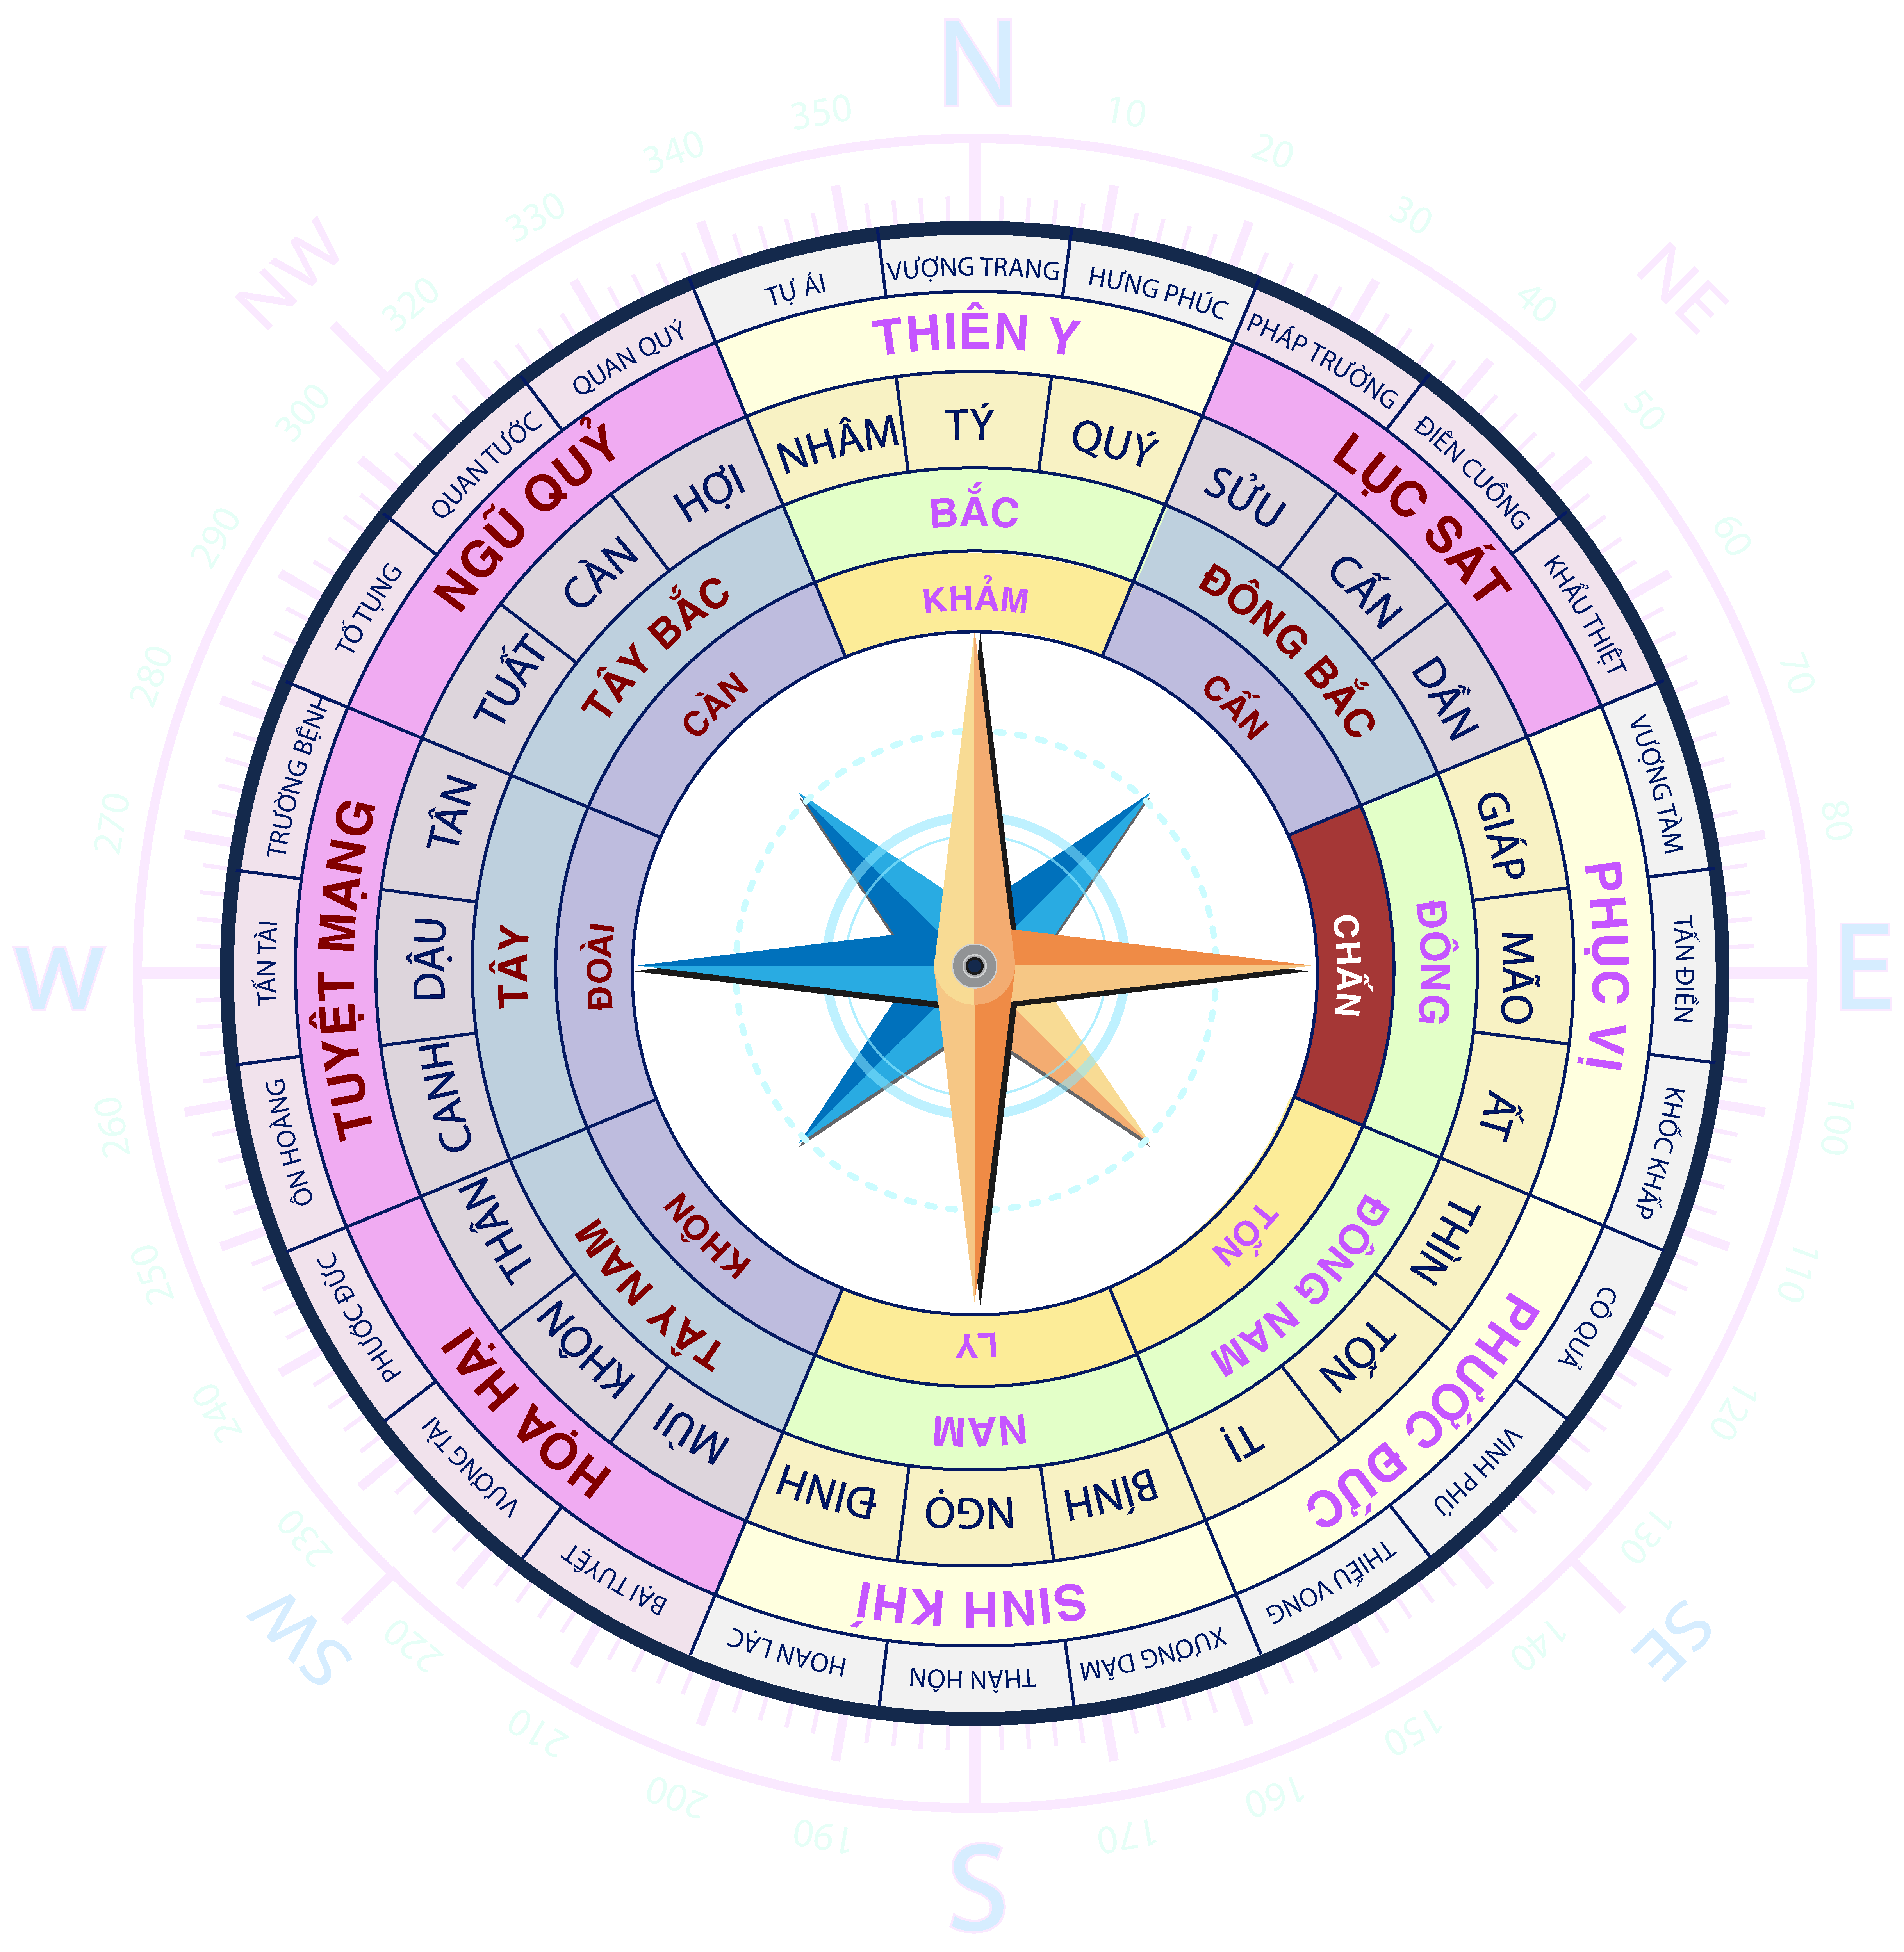 N
NE
E
SE
S
SW
W
NW
10
20
30
40
50
60
70
80
100
110
120
130
140
150
160
170
190
200
210
220
230
240
250
260
270
280
290
300
320
330
340
350
TỰ ÁI
VƯỢNG TRANG
HƯNG PHÚC
PHÁP TRƯỜNG
ĐIÊN CUỒNG
KHẨU THIỆT
VƯỢNG TÀM
TẤN ĐIỀN
KHỐC KHẤP
CÔ QUẢ
VINH PHÚ
THIẾU VONG
XƯƠNG DÂM
THÂN HÔN
HOAN LẠC
BẠI TUYỆT
VƯỢNG TÀI
PHƯỚC ĐỨC
ÔN HOÀNG
TẤN TÀI
TRƯỜNG BỆNH
TỐ TỤNG
QUAN TƯỚC
QUAN QUÝ
THIÊN Y
LỤC SÁT
PHỤC VỊ
PHƯỚC ĐỨC
SINH KHÍ
HỌA HẠI
TUYỆT MẠNG
NGŨ QUỶ
NHÂM
TÝ
QUÝ
SỬU
CẤN
DẦN
GIÁP
MÃO
ẤT
THÌN
TỐN
TỊ
BÍNH
NGỌ
ĐINH
MÙI
KHÔN
THÂN
CANH
DẬU
TÂN
TUẤT
CÀN
HỢI
BẮC
ĐÔNG BẮC
ĐÔNG
ĐÔNG NAM
NAM
TÂY NAM
TÂY
TÂY BẮC
KHẢM
CẤN
CHẤN
TỐN
LY
KHÔN
ĐOÀI
CÀN